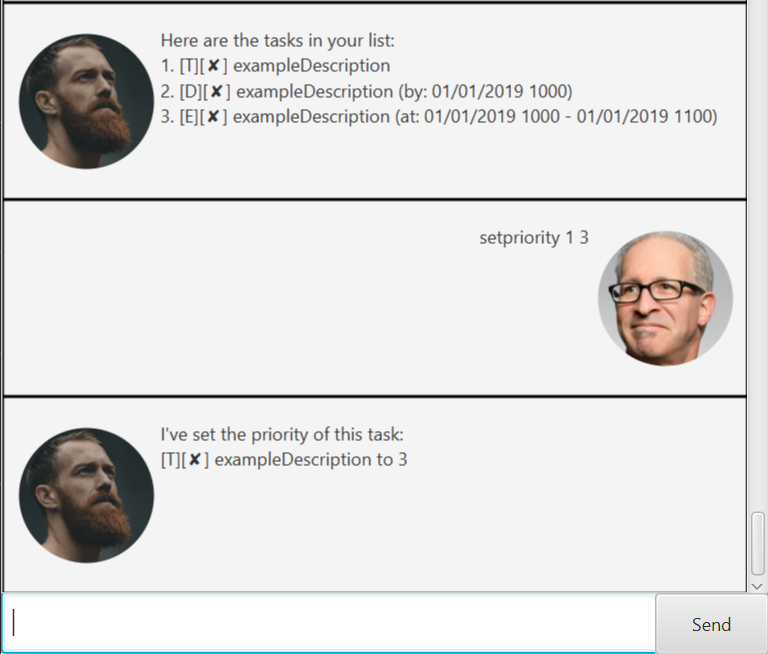 Here are the tasks in your list:
1. [T][✘] exampleDescription
2. [D][✘] exampleDescription (by: 01/01/2019 1000)
3. [E][✘] exampleDescription (at: 01/01/2019 1000 - 01/01/2019 1100)
setpriority 1 3
I've set the priority of this task:
[T][✘] exampleDescription to 3
Send